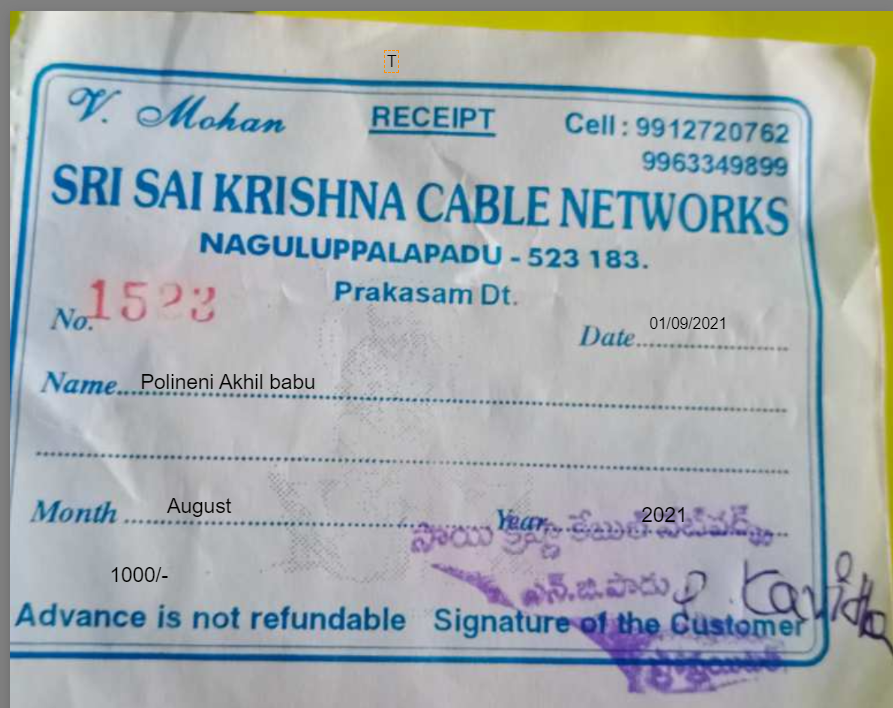 T
V. Mohan RECEIPT Cell : 9912720762
9963349899
SRI SAI KRISHNA CABLE NETWORKS
NAGULUPPALAPADU - 523 183.
Prakasam Dt.
No. 1523
Date 01/09/2021
Name Polineni Akhil babu
Month August Year 2021
సాయి కృష్ణా కేబుల్ నెట్‌వర్క్స్
1000/- ఎన్.జి.పాడు P. Kavitha
Advance is not refundable Signature of the Customer